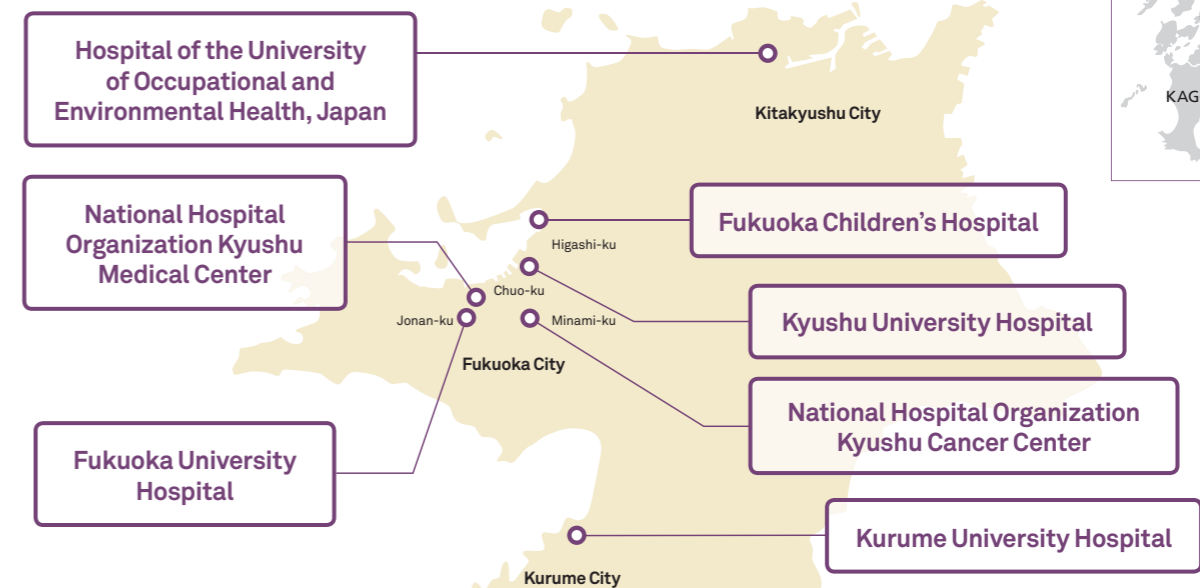 Hospital of the University
of Occupational and
Environmental Health, Japan
Kitakyushu City
KAG
National Hospital
Organization Kyushu
Medical Center
Fukuoka Children's Hospital
Higashi-ku
Chuo-ku
Jonan-ku
Minami-ku
Kyushu University Hospital
Fukuoka City
National Hospital Organization
Kyushu Cancer Center
Fukuoka University
Hospital
Kurume University Hospital
Kurume City